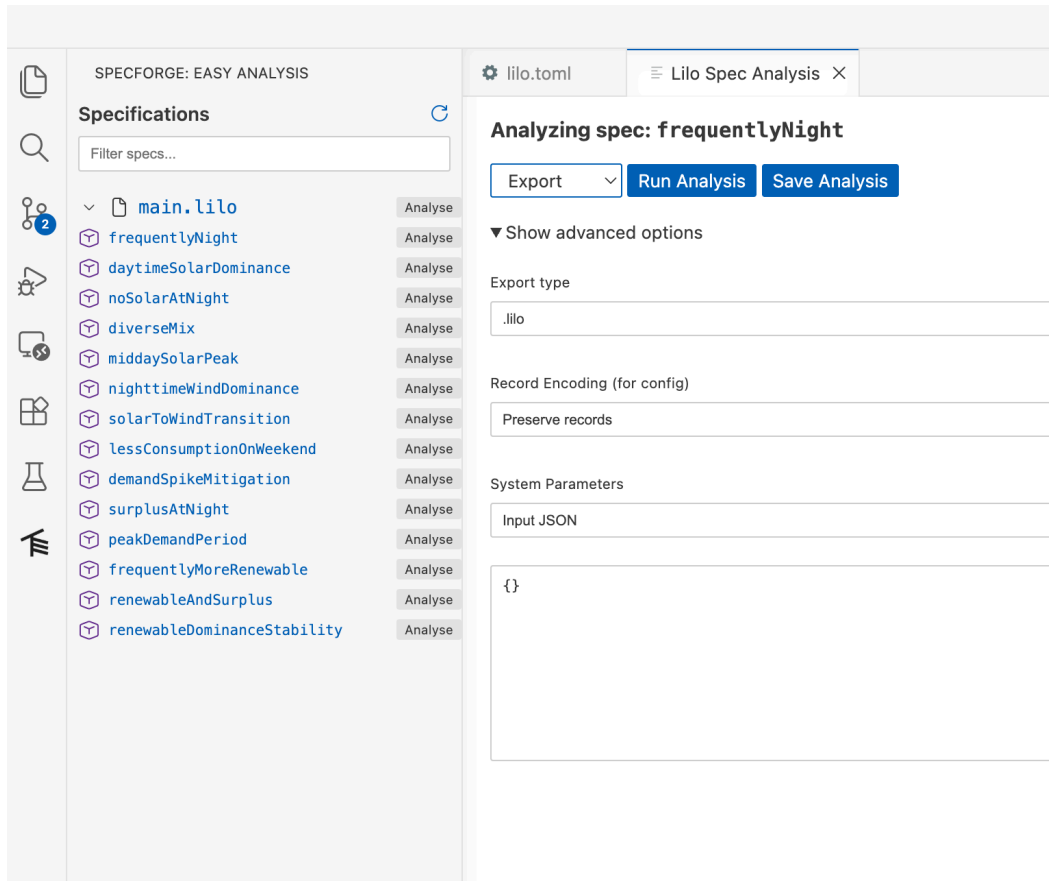 SPECFORGE: EASY ANALYSIS
Specifications
Filter specs...
main.lilo Analyse
frequentlyNight Analyse
daytimeSolarDominance Analyse
noSolarAtNight Analyse
diverseMix Analyse
middaySolarPeak Analyse
nighttimeWindDominance Analyse
solarToWindTransition Analyse
lessConsumptionOnWeekend Analyse
demandSpikeMitigation Analyse
surplusAtNight Analyse
peakDemandPeriod Analyse
frequentlyMoreRenewable Analyse
renewableAndSurplus Analyse
renewableDominanceStability Analyse
2
lilo.toml
Lilo Spec Analysis
Analyzing spec: frequentlyNight
Export Run Analysis Save Analysis
Show advanced options
Export type
.lilo
Record Encoding (for config)
Preserve records
System Parameters
Input JSON
{}